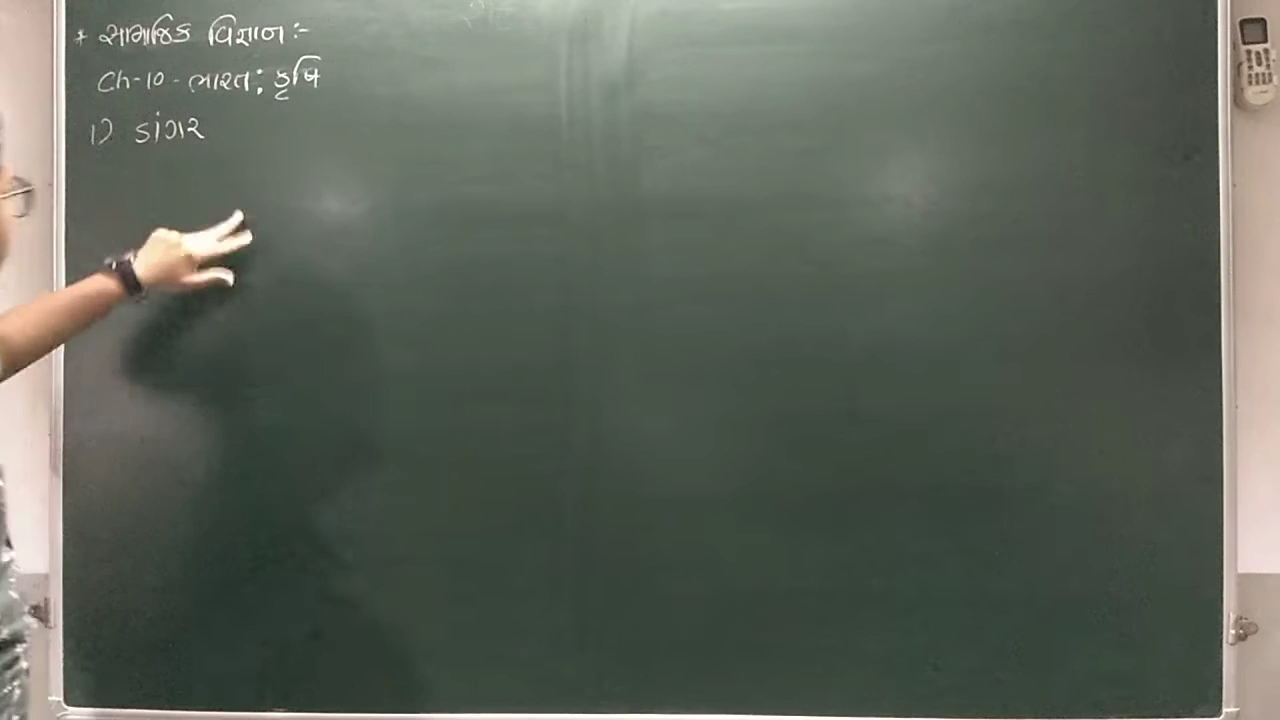 * સામાજિક વિજ્ઞાન :-
Ch-10 - ભારત : કૃષિ
1) ડાંગર